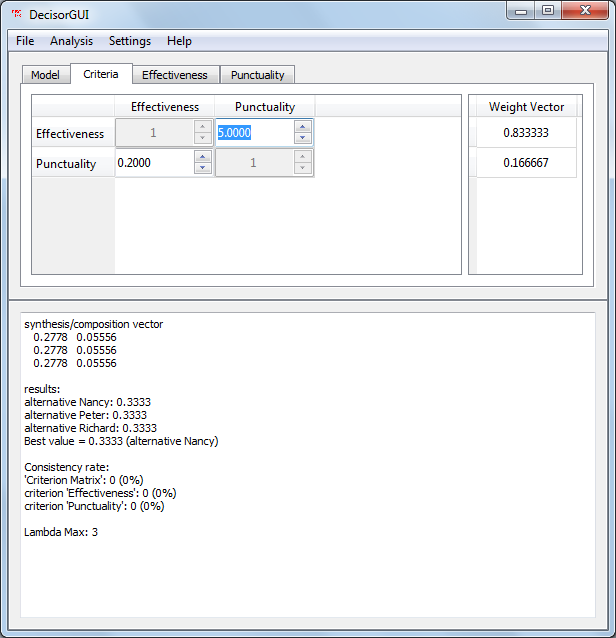 DecisorGUI
File Analysis Settings Help
Model Criteria Effectiveness Punctuality
Effectiveness Punctuality Weight Vector
Effectiveness 1 5.0000 0.833333
Punctuality 0.2000 1 0.166667
synthesis/composition vector
0.2778 0.05556
0.2778 0.05556
0.2778 0.05556
results:
alternative Nancy: 0.3333
alternative Peter: 0.3333
alternative Richard: 0.3333
Best value = 0.3333 (alternative Nancy)
Consistency rate:
'Criterion Matrix': 0 (0%)
criterion 'Effectiveness': 0 (0%)
criterion 'Punctuality': 0 (0%)
Lambda Max: 3